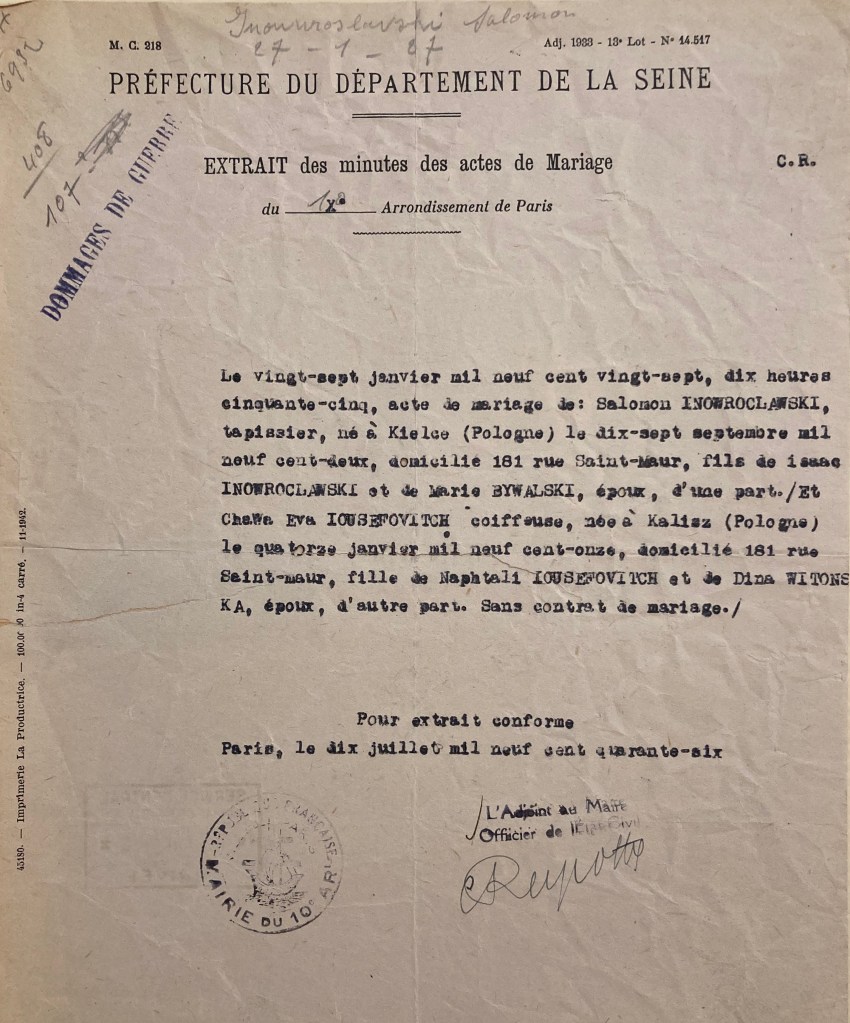 Inowroslavski Salomon
27 - 1 - 27
M. C. 218
Adj. 1933 - 13e Lot - No 14.517
6952
408
107
DOMMAGES DE GUERRE
PRÉFECTURE DU DÉPARTEMENT DE LA SEINE
EXTRAIT des minutes des actes de Mariage
C.R.
du Xe Arrondissement de Paris
Le vingt-sept janvier mil neuf cent vingt-sept, dix heures
cinquante-cinq, acte de mariage de: Salomon INOWROCLAWSKI,
tapissier, né à Kielce (Pologne) le dix-sept septembre mil
neuf cent-deux, domicilié 181 rue Saint-Maur, fils de isaac
INOWROCLAWSKI et de Marie BYWALSKI, époux, d'une part./Et
Chawa Eva IOUSEFOVITCH coiffeuse, née à Kalisz (Pologne)
le quatorze janvier mil neuf cent-onze, domicilié 181 rue
Saint-maur, fille de Naphtali IOUSEFOVITCH et de Dina WITONS
KA, époux, d'autre part. Sans contrat de mariage./
Pour extrait conforme
Paris, le dix juillet mil neuf cent quarante-six
L'Adjoint au Maire
Officier de l'Etat-Civil
REPUBLIQUE FRANÇAISE
MAIRIE DU 10e ARR
45180. — Imprimerie La Productrice. — 100.000 in-4 carré. — 11-1942.